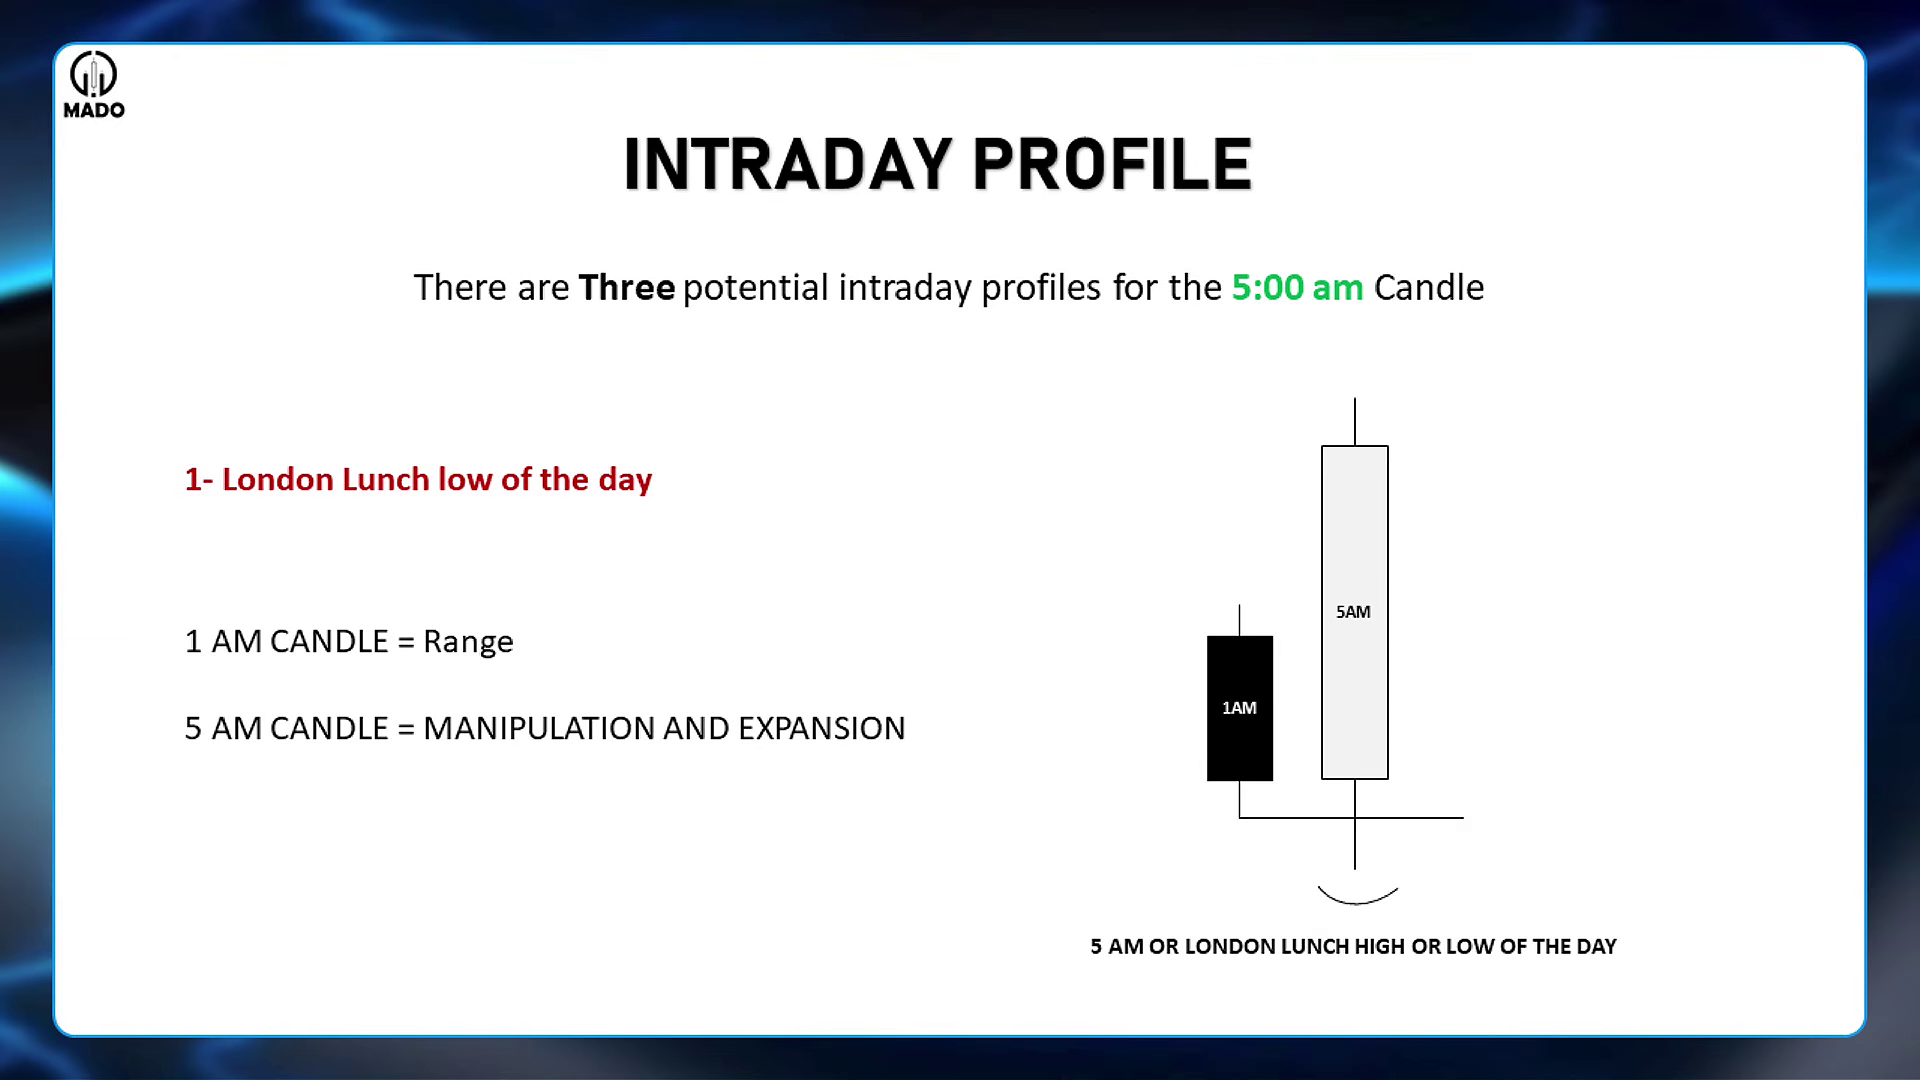 MADO
INTRADAY PROFILE
There are Three potential intraday profiles for the 5:00 am Candle
1- London Lunch low of the day
1 AM CANDLE = Range
5 AM CANDLE = MANIPULATION AND EXPANSION
5AM
1AM
5 AM OR LONDON LUNCH HIGH OR LOW OF THE DAY